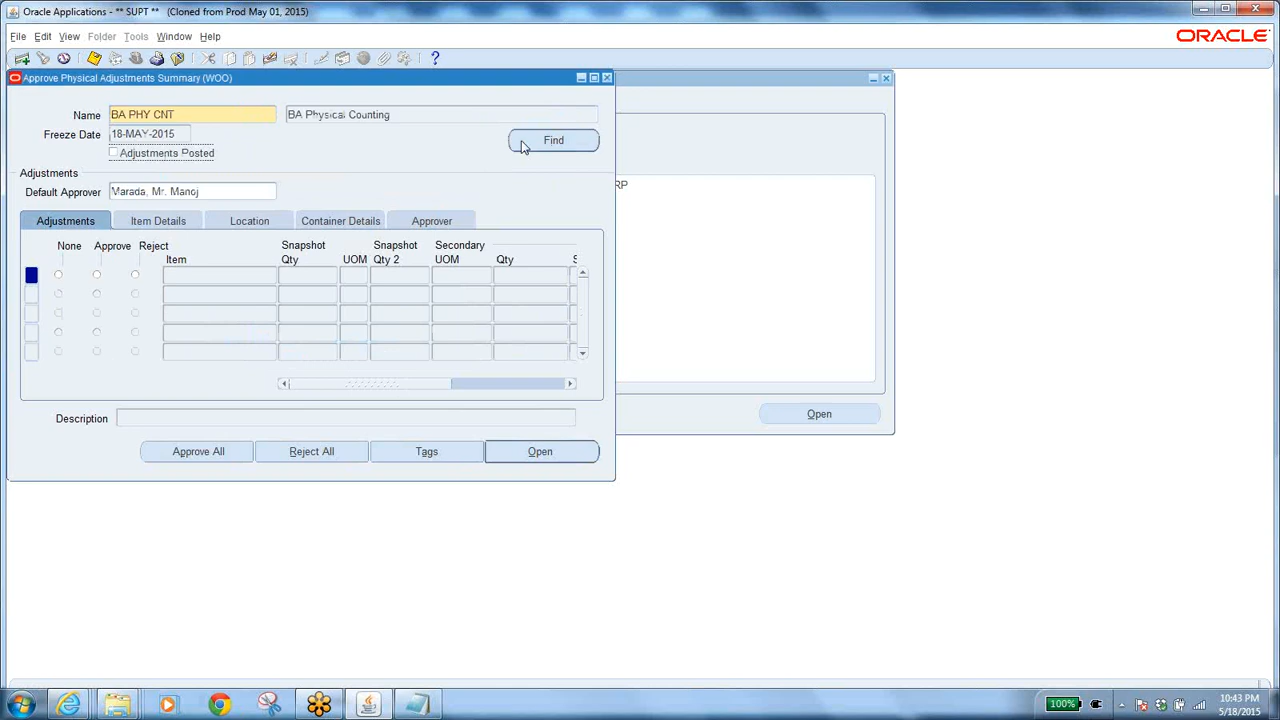 Oracle Applications - ** SUPT ** (Cloned from Prod May 01, 2015)
File Edit View Folder Tools Window Help
ORACLE
?
Approve Physical Adjustments Summary (WOO)
Name BA PHY CNT BA Physical Counting
Freeze Date 18-MAY-2015
Find
Adjustments Posted
Adjustments
Default Approver Marada, Mr. Manoj
RP
Adjustments Item Details Location Container Details Approver
None Approve Reject Snapshot Snapshot Secondary
Item Qty UOM Qty 2 UOM Qty S
Open
Description
Approve All Reject All Tags Open
100%
10:43 PM
5/18/2015